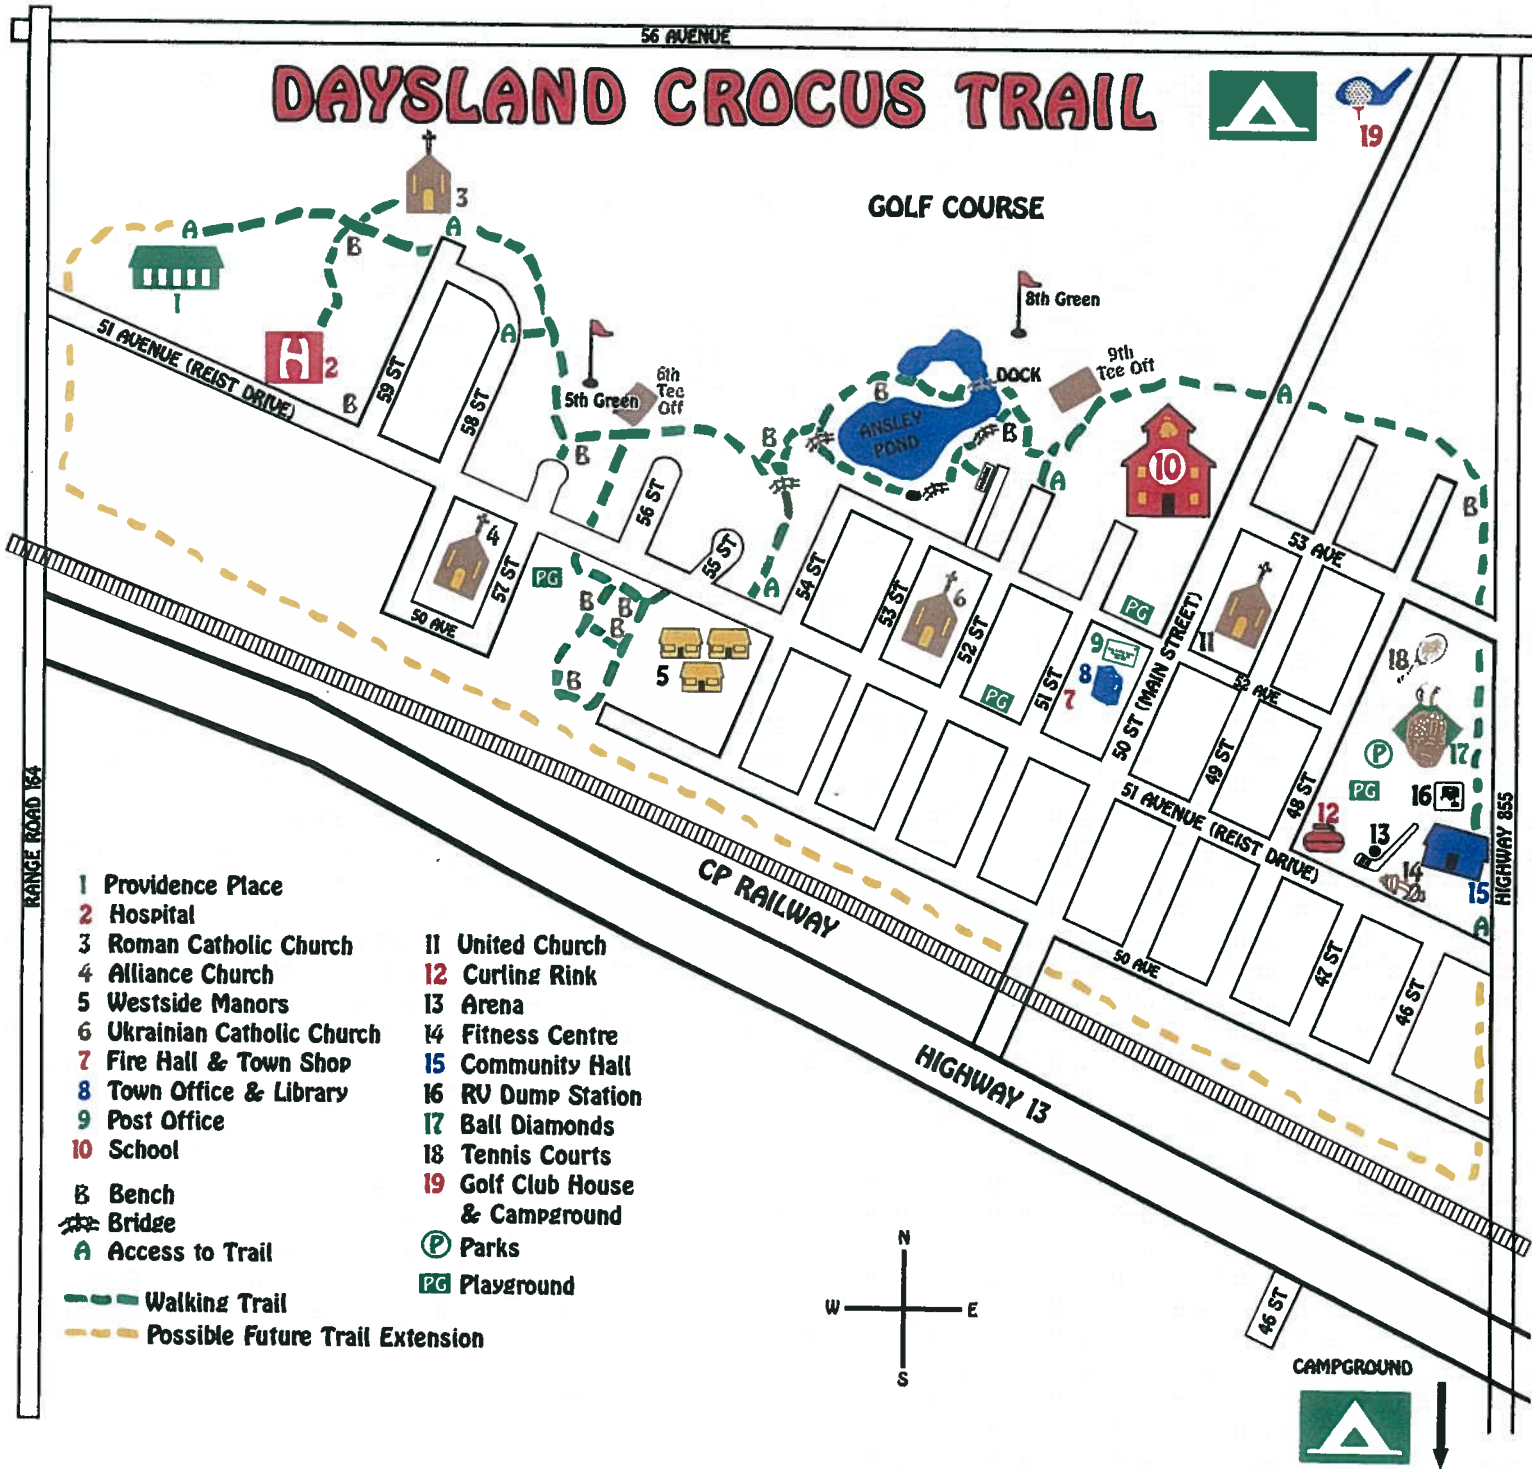 56 AVENUE
DAYSLAND CROCUS TRAIL
19
GOLF COURSE
3
A
A
B
1
8th Green
51 AVENUE (REIST DRIVE)
2
B
59 ST
58 ST
A
5th Green
6th
Tee
Off
B
DOCK
9th
Tee Off
A
ANSLEY
POND
B
B
B
10
A
B
56 ST
55 ST
54 ST
A
4
57 ST
50 AVE
PG
B
B
B
B
5
53 ST
6
52 ST
PG
51 ST
9
8
7
PG
50 ST (MAIN STREET)
11
53 AVE
52 AVE
49 ST
48 ST
18
17
P
PG
16
12
13
14
15
A
51 AVENUE (REIST DRIVE)
50 AVE
47 ST
46 ST
RANGE ROAD 164
HIGHWAY 855
CP RAILWAY
HIGHWAY 13
1 Providence Place
2 Hospital
3 Roman Catholic Church
4 Alliance Church
5 Westside Manors
6 Ukrainian Catholic Church
7 Fire Hall & Town Shop
8 Town Office & Library
9 Post Office
10 School
B Bench
Bridge
A Access to Trail
Walking Trail
Possible Future Trail Extension
11 United Church
12 Curling Rink
13 Arena
14 Fitness Centre
15 Community Hall
16 RV Dump Station
17 Ball Diamonds
18 Tennis Courts
19 Golf Club House
& Campground
P Parks
PG Playground
N
W E
S
46 ST
CAMPGROUND